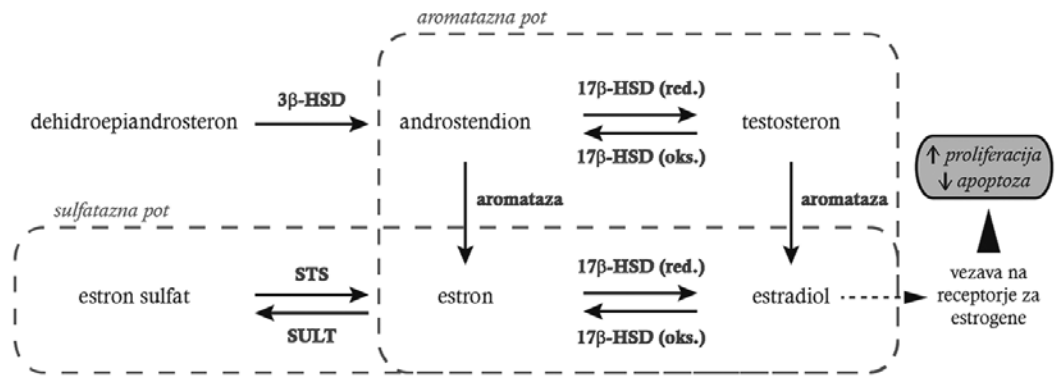 aromatazna pot
3β-HSD
17β-HSD (red.)
dehidroepiandrosteron
androstendion
testosteron
17β-HSD (oks.)
↑ proliferacija
↓ apoptoza
aromataza
aromataza
sulfatazna pot
STS
17β-HSD (red.)
estron sulfat
estron
estradiol
SULT
17β-HSD (oks.)
vezava na
receptorje za
estrogene